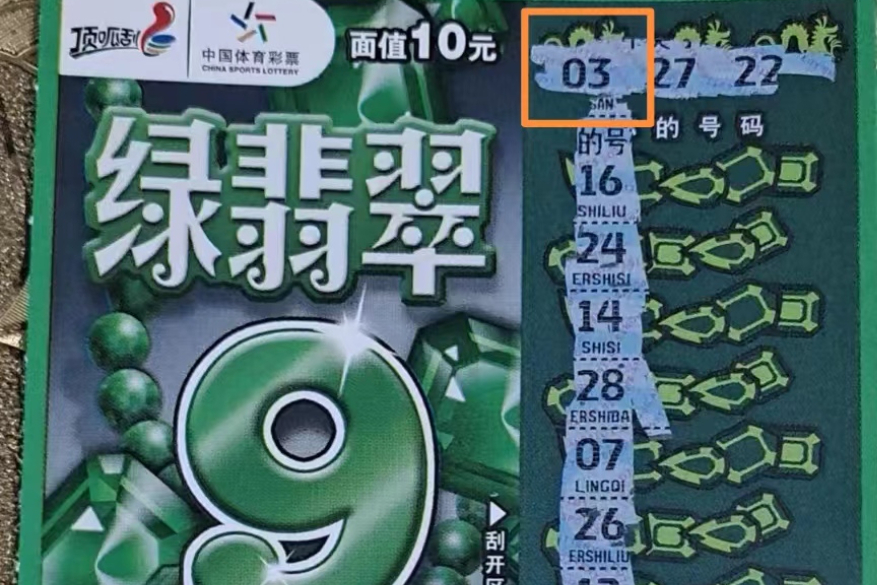 顶呱刮
中国体育彩票
CHINA SPORTS LOTTERY
面值10元
绿翡翠
9
刮开区
03 27 22
SAN
的号
的号码
16
SHILIU
24
ERSHISI
14
SHISI
28
ERSHIBA
07
LINGQI
26
ERSHILIU